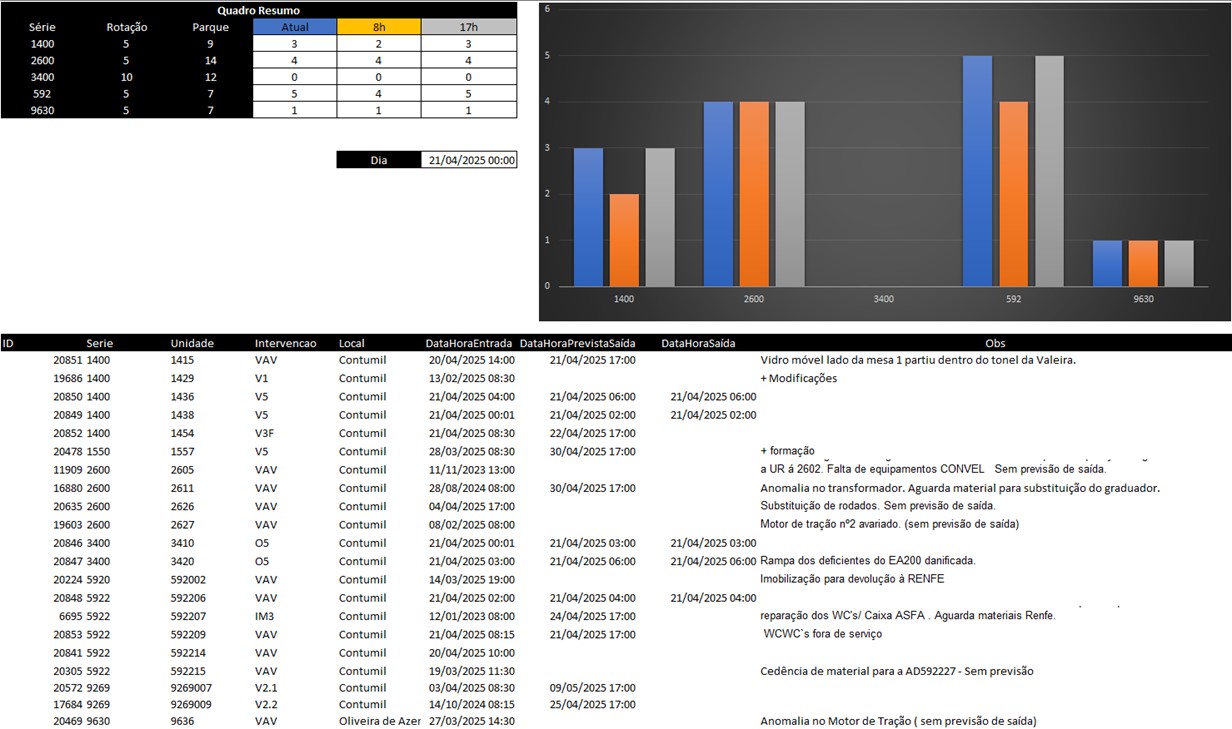 Quadro Resumo
Série Rotação Parque Atual 8h 17h
1400 5 9 3 2 3
2600 5 14 4 4 4
3400 10 12 0 0 0
592 5 7 5 4 5
9630 5 7 1 1 1
Dia 21/04/2025 00:00
6
5
4
3
2
1
0
1400 2600 3400 592 9630
ID Serie Unidade Intervencao Local DataHoraEntrada DataHoraPrevistaSaída DataHoraSaída Obs
20851 1400 1415 VAV Contumil 20/04/2025 14:00 21/04/2025 17:00 Vidro móvel lado da mesa 1 partiu dentro do tonel da Valeira.
19686 1400 1429 V1 Contumil 13/02/2025 08:30 + Modificações
20850 1400 1436 V5 Contumil 21/04/2025 04:00 21/04/2025 06:00 21/04/2025 06:00
20849 1400 1438 V5 Contumil 21/04/2025 00:01 21/04/2025 02:00 21/04/2025 02:00
20852 1400 1454 V3F Contumil 21/04/2025 08:30 22/04/2025 17:00
20478 1550 1557 V5 Contumil 28/03/2025 08:30 30/04/2025 17:00 + formação
11909 2600 2605 VAV Contumil 11/11/2023 13:00 a UR á 2602. Falta de equipamentos CONVEL Sem previsão de saída.
16880 2600 2611 VAV Contumil 28/08/2024 08:00 30/04/2025 17:00 Anomalia no transformador. Aguarda material para substituição do graduador.
20635 2600 2626 VAV Contumil 04/04/2025 17:00 Substituição de rodados. Sem previsão de saída.
19603 2600 2627 VAV Contumil 08/02/2025 08:00 Motor de tração nº2 avariado. (sem previsão de saída)
20846 3400 3410 O5 Contumil 21/04/2025 00:01 21/04/2025 03:00 21/04/2025 03:00
20847 3400 3420 O5 Contumil 21/04/2025 03:00 21/04/2025 06:00 21/04/2025 06:00 Rampa dos deficientes do EA200 danificada.
20224 5920 592002 VAV Contumil 14/03/2025 19:00 Imobilização para devolução à RENFE
20848 5922 592206 VAV Contumil 21/04/2025 02:00 21/04/2025 04:00 21/04/2025 04:00
6695 5922 592207 IM3 Contumil 12/01/2023 08:00 24/04/2025 17:00 reparação dos WC's/ Caixa ASFA . Aguarda materiais Renfe.
20853 5922 592209 VAV Contumil 21/04/2025 08:15 21/04/2025 17:00 WCWC`s fora de serviço
20841 5922 592214 VAV Contumil 20/04/2025 10:00
20305 5922 592215 VAV Contumil 19/03/2025 11:30 Cedência de material para a AD592227 - Sem previsão
20572 9269 9269007 V2.1 Contumil 03/04/2025 08:30 09/05/2025 17:00
17684 9269 9269009 V2.2 Contumil 14/10/2024 08:15 25/04/2025 17:00
20469 9630 9636 VAV Oliveira de Azer 27/03/2025 14:30 Anomalia no Motor de Tração ( sem previsão de saída)